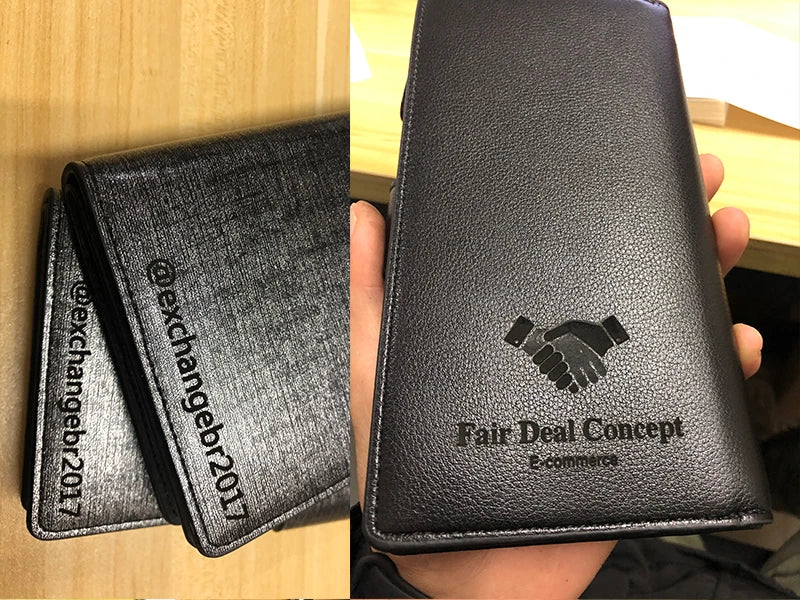 @exchangebr2017
@exchangebr2017
Fair Deal Concept
E-commerce